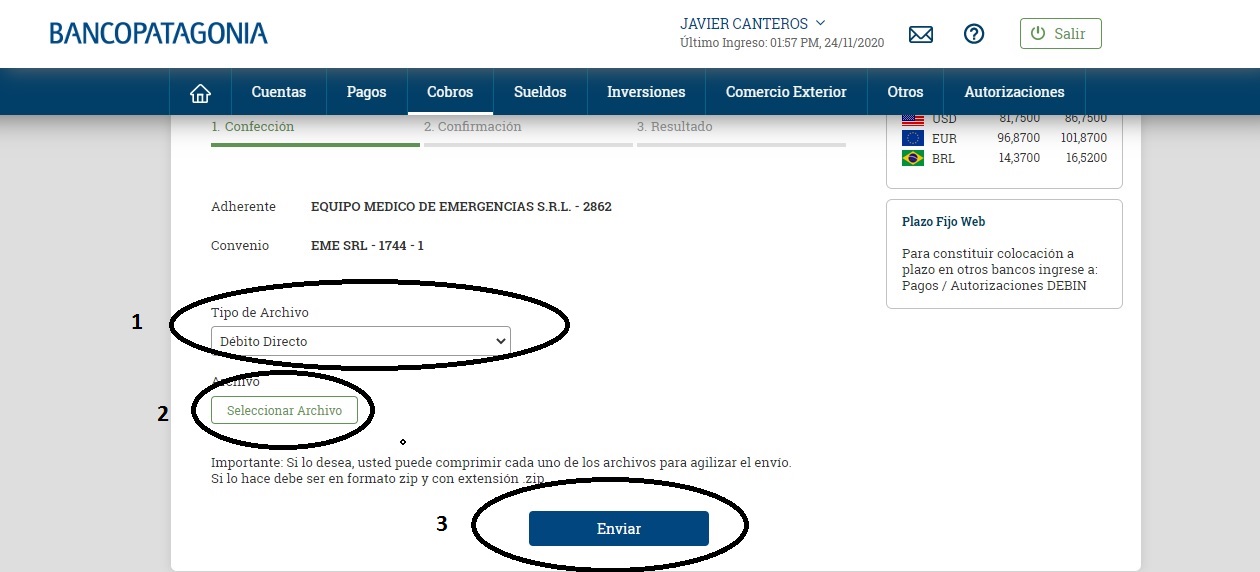 BANCOPATAGONIA
JAVIER CANTEROS
Último Ingreso: 01:57 PM, 24/11/2020
Salir
Cuentas Pagos Cobros Sueldos Inversiones Comercio Exterior Otros Autorizaciones
1. Confección 2. Confirmación 3. Resultado
USD 81,7500 86,7500
EUR 96,8700 101,8700
BRL 14,3700 16,5200
Adherente EQUIPO MEDICO DE EMERGENCIAS S.R.L. - 2862
Convenio EME SRL - 1744 - 1
Plazo Fijo Web
Para constituir colocación a
plazo en otros bancos ingrese a:
Pagos / Autorizaciones DEBIN
1
Tipo de Archivo
Débito Directo
Archivo
2
Seleccionar Archivo
Importante: Si lo desea, usted puede comprimir cada uno de los archivos para agilizar el envío.
Si lo hace debe ser en formato zip y con extensión .zip
3
Enviar